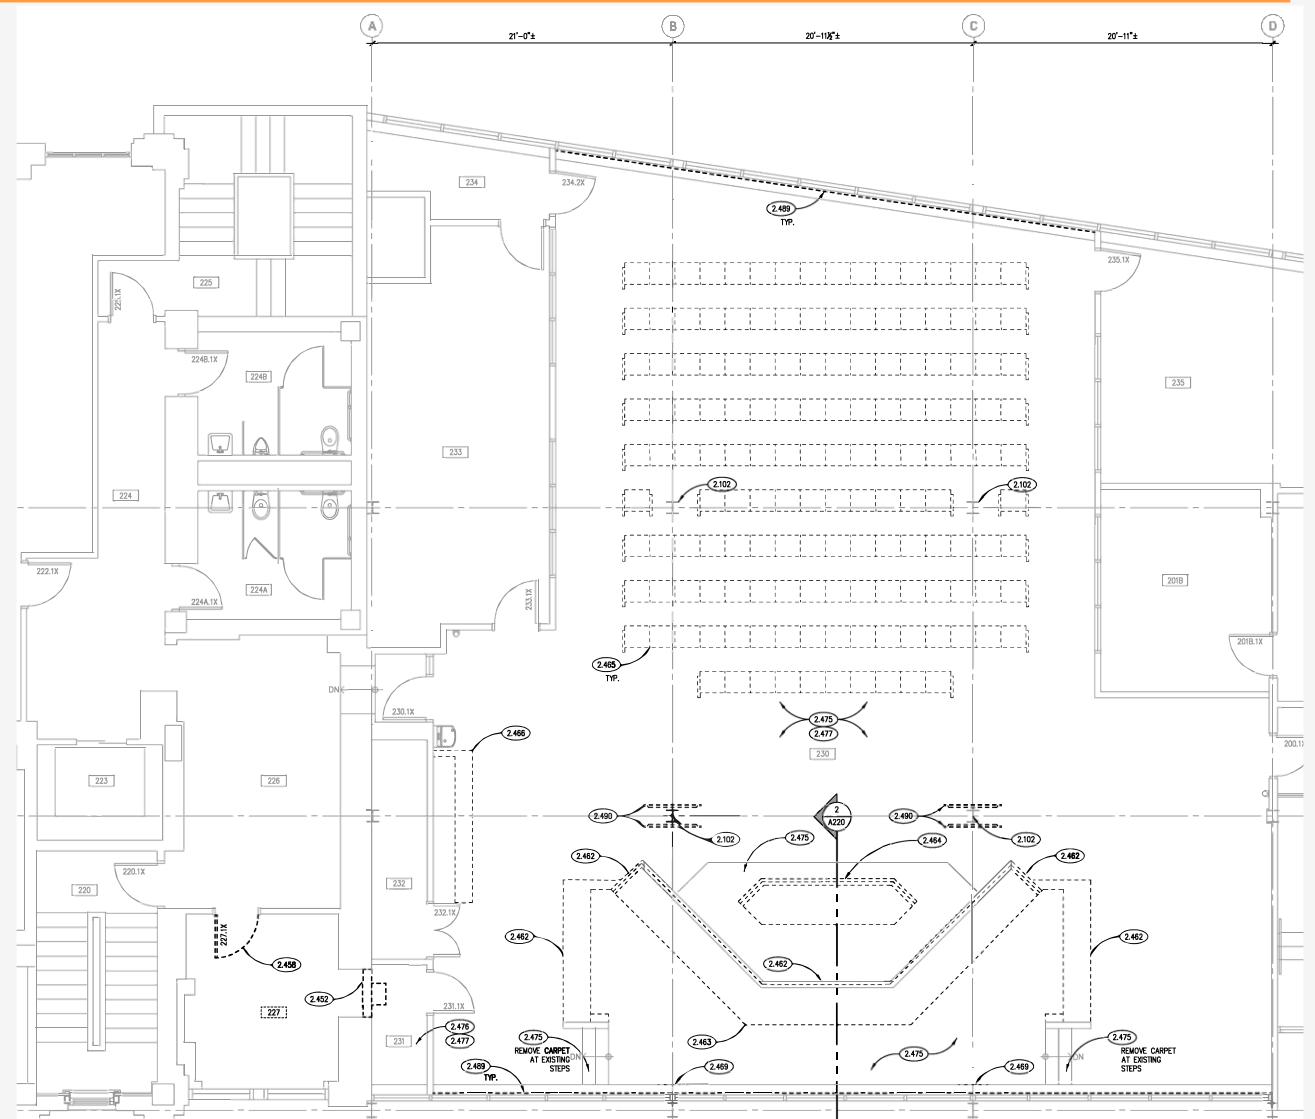 A B C D
21'-0"± 20'-11½"± 20'-11"±
234 234.2X
2.489
TYP.
235.1X
225
225.1X
224B.1X
224B
235
233
2.102 2.102
224
222.1X
201B
224A
224A.1X
233.1X
201B.1X
2.465
TYP.
DN
230.1X
2.475
2.477
2.466
200.1X
230
223 226
2.490
2
A220
2.490
2.102 2.475 2.464 2.102
2.462 2.462
220.1X
220
232
232.1X
227.1X
2.462 2.462
2.458 2.462
2.452
227
231.1X
231
2.476
2.477
2.475
REMOVE CARPET
AT EXISTING
STEPS
DN
2.463
2.475
DN
2.475
REMOVE CARPET
AT EXISTING
STEPS
2.489
TYP.
2.469 2.469